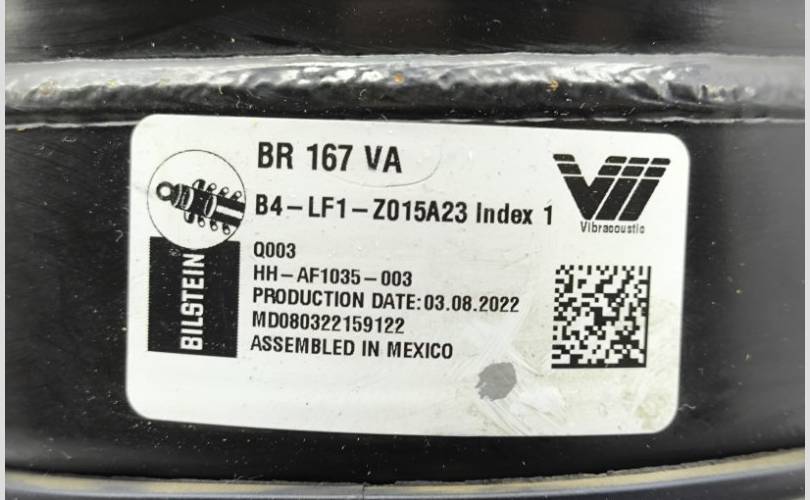 BR 167 VA
B4-LF1-Z015A23 Index 1
Vibracoustic
BILSTEIN
Q003
HH-AF1035-003
PRODUCTION DATE: 03.08.2022
MD080322159122
ASSEMBLED IN MEXICO